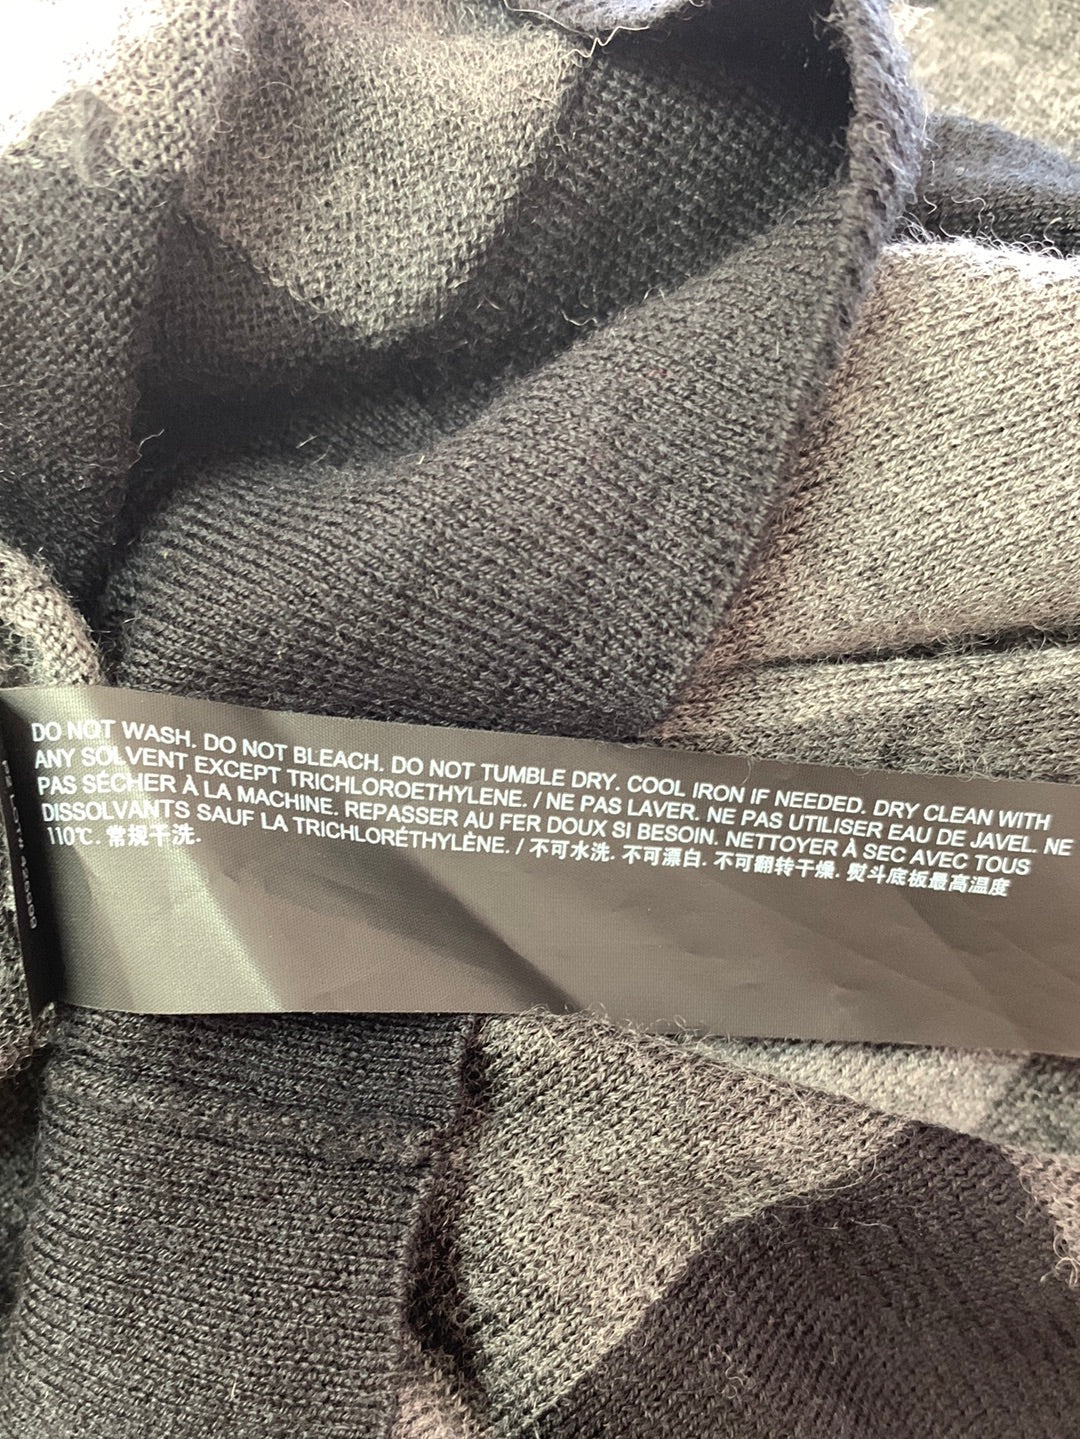 DO NOT WASH. DO NOT BLEACH. DO NOT TUMBLE DRY. COOL IRON IF NEEDED. DRY CLEAN WITH
ANY SOLVENT EXCEPT TRICHLOROETHYLENE. / NE PAS LAVER. NE PAS UTILISER EAU DE JAVEL. NE
PAS SÉCHER À LA MACHINE. REPASSER AU FER DOUX SI BESOIN. NETTOYER À SEC AVEC TOUS
DISSOLVANTS SAUF LA TRICHLORÉTHYLÈNE. / 不可水洗. 不可漂白. 不可翻转干燥. 熨斗底板最高温度
110℃. 常规干洗.